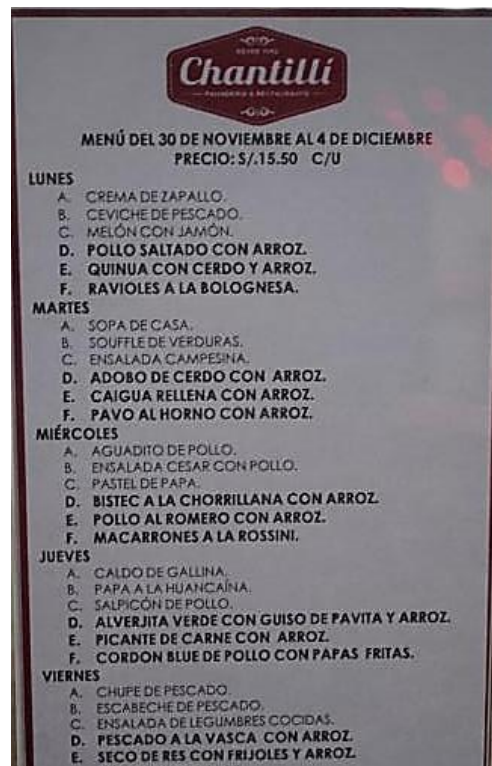 DESDE 1992
Chantillí
PANADERÍA & RESTAURANTE
MENÚ DEL 30 DE NOVIEMBRE AL 4 DE DICIEMBRE
PRECIO: S/.15.50 C/U
LUNES
A. CREMA DE ZAPALLO.
B. CEVICHE DE PESCADO.
C. MELÓN CON JAMÓN.
D. POLLO SALTADO CON ARROZ.
E. QUINUA CON CERDO Y ARROZ.
F. RAVIOLES A LA BOLOGNESA.
MARTES
A. SOPA DE CASA.
B. SOUFFLE DE VERDURAS.
C. ENSALADA CAMPESINA.
D. ADOBO DE CERDO CON ARROZ.
E. CAIGUA RELLENA CON ARROZ.
F. PAVO AL HORNO CON ARROZ.
MIÉRCOLES
A. AGUADITO DE POLLO.
B. ENSALADA CESAR CON POLLO.
C. PASTEL DE PAPA.
D. BISTEC A LA CHORRILLANA CON ARROZ.
E. POLLO AL ROMERO CON ARROZ.
F. MACARRONES A LA ROSSINI.
JUEVES
A. CALDO DE GALLINA.
B. PAPA A LA HUANCAÍNA.
C. SALPICÓN DE POLLO.
D. ALVERJITA VERDE CON GUISO DE PAVITA Y ARROZ.
E. PICANTE DE CARNE CON ARROZ.
F. CORDON BLUE DE POLLO CON PAPAS FRITAS.
VIERNES
A. CHUPE DE PESCADO.
B. ESCABECHE DE PESCADO.
C. ENSALADA DE LEGUMBRES COCIDAS.
D. PESCADO A LA VASCA CON ARROZ.
E. SECO DE RES CON FRIJOLES Y ARROZ.